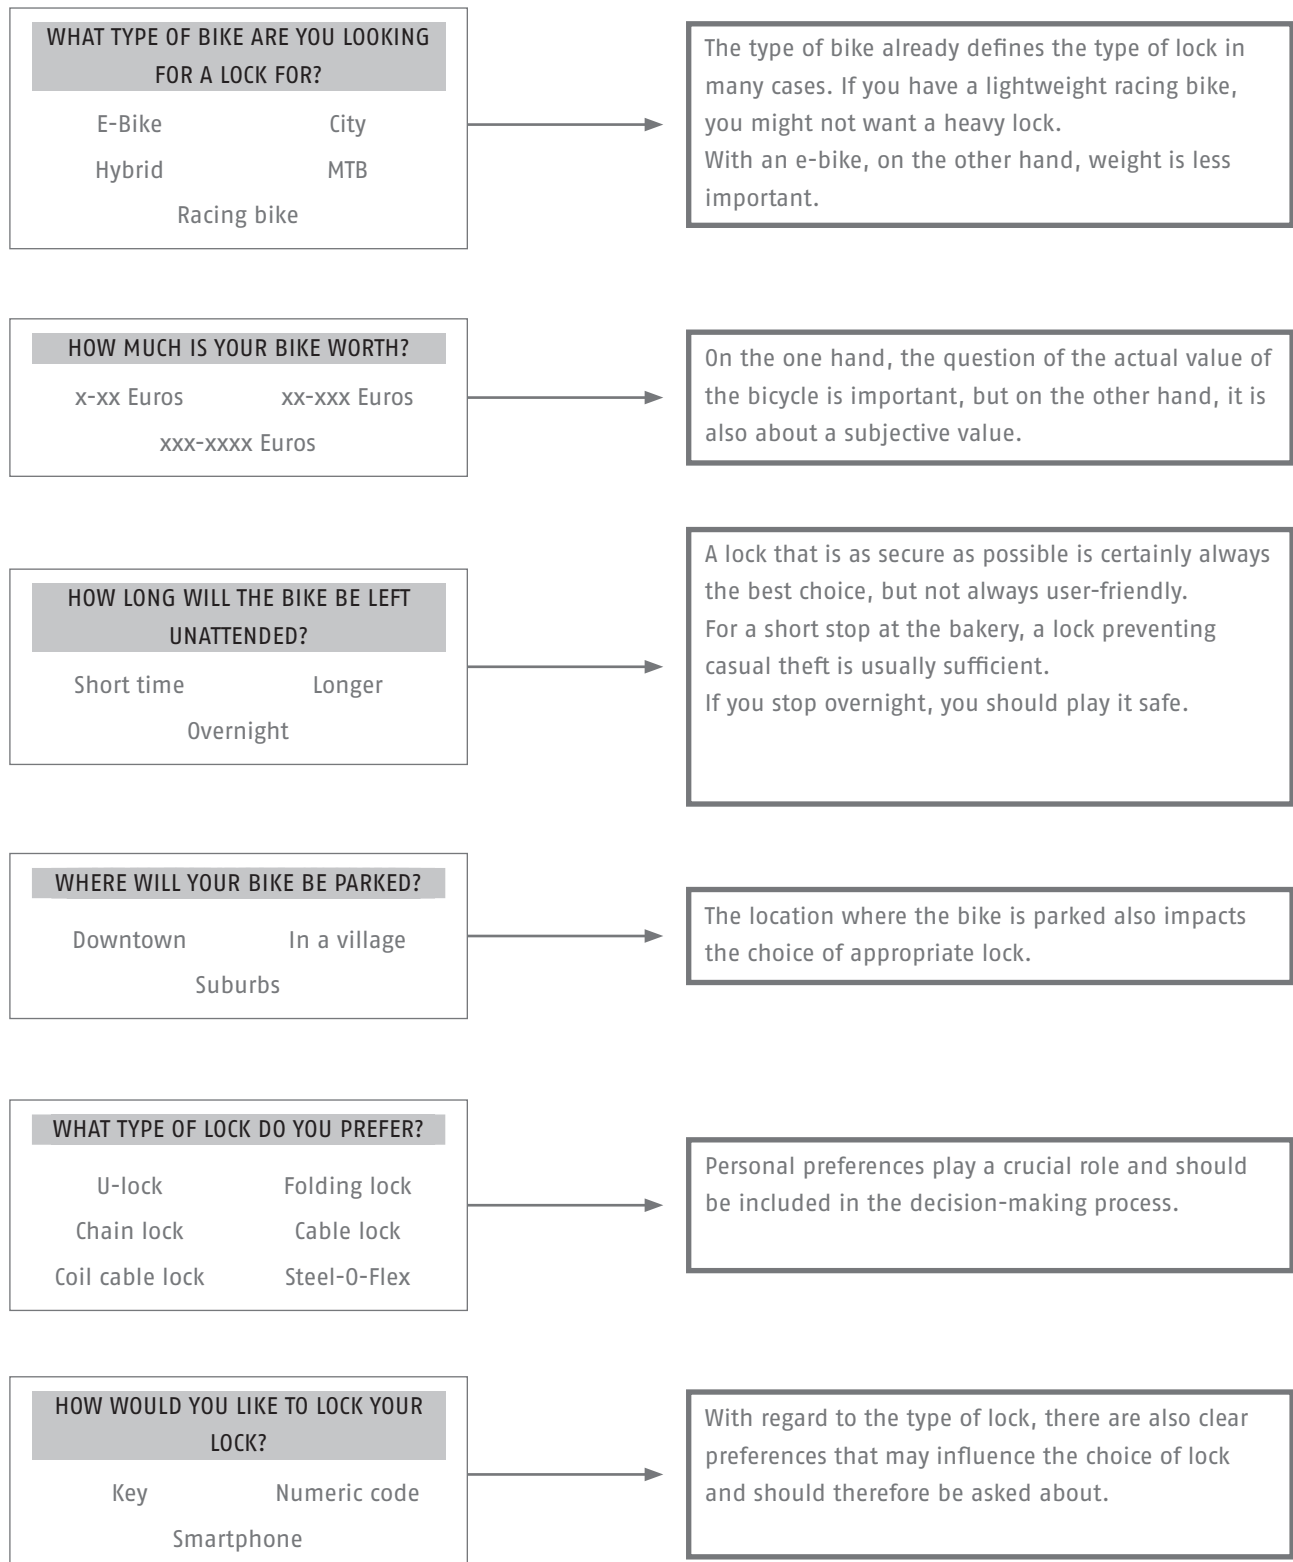 WHAT TYPE OF BIKE ARE YOU LOOKING
FOR A LOCK FOR?
E-Bike City
Hybrid MTB
Racing bike
The type of bike already defines the type of lock in
many cases. If you have a lightweight racing bike,
you might not want a heavy lock.
With an e-bike, on the other hand, weight is less
important.
HOW MUCH IS YOUR BIKE WORTH?
x-xx Euros xx-xxx Euros
xxx-xxxx Euros
On the one hand, the question of the actual value of
the bicycle is important, but on the other hand, it is
also about a subjective value.
HOW LONG WILL THE BIKE BE LEFT
UNATTENDED?
Short time Longer
Overnight
A lock that is as secure as possible is certainly always
the best choice, but not always user-friendly.
For a short stop at the bakery, a lock preventing
casual theft is usually sufficient.
If you stop overnight, you should play it safe.
WHERE WILL YOUR BIKE BE PARKED?
Downtown In a village
Suburbs
The location where the bike is parked also impacts
the choice of appropriate lock.
WHAT TYPE OF LOCK DO YOU PREFER?
U-lock Folding lock
Chain lock Cable lock
Coil cable lock Steel-O-Flex
Personal preferences play a crucial role and should
be included in the decision-making process.
HOW WOULD YOU LIKE TO LOCK YOUR
LOCK?
Key Numeric code
Smartphone
With regard to the type of lock, there are also clear
preferences that may influence the choice of lock
and should therefore be asked about.